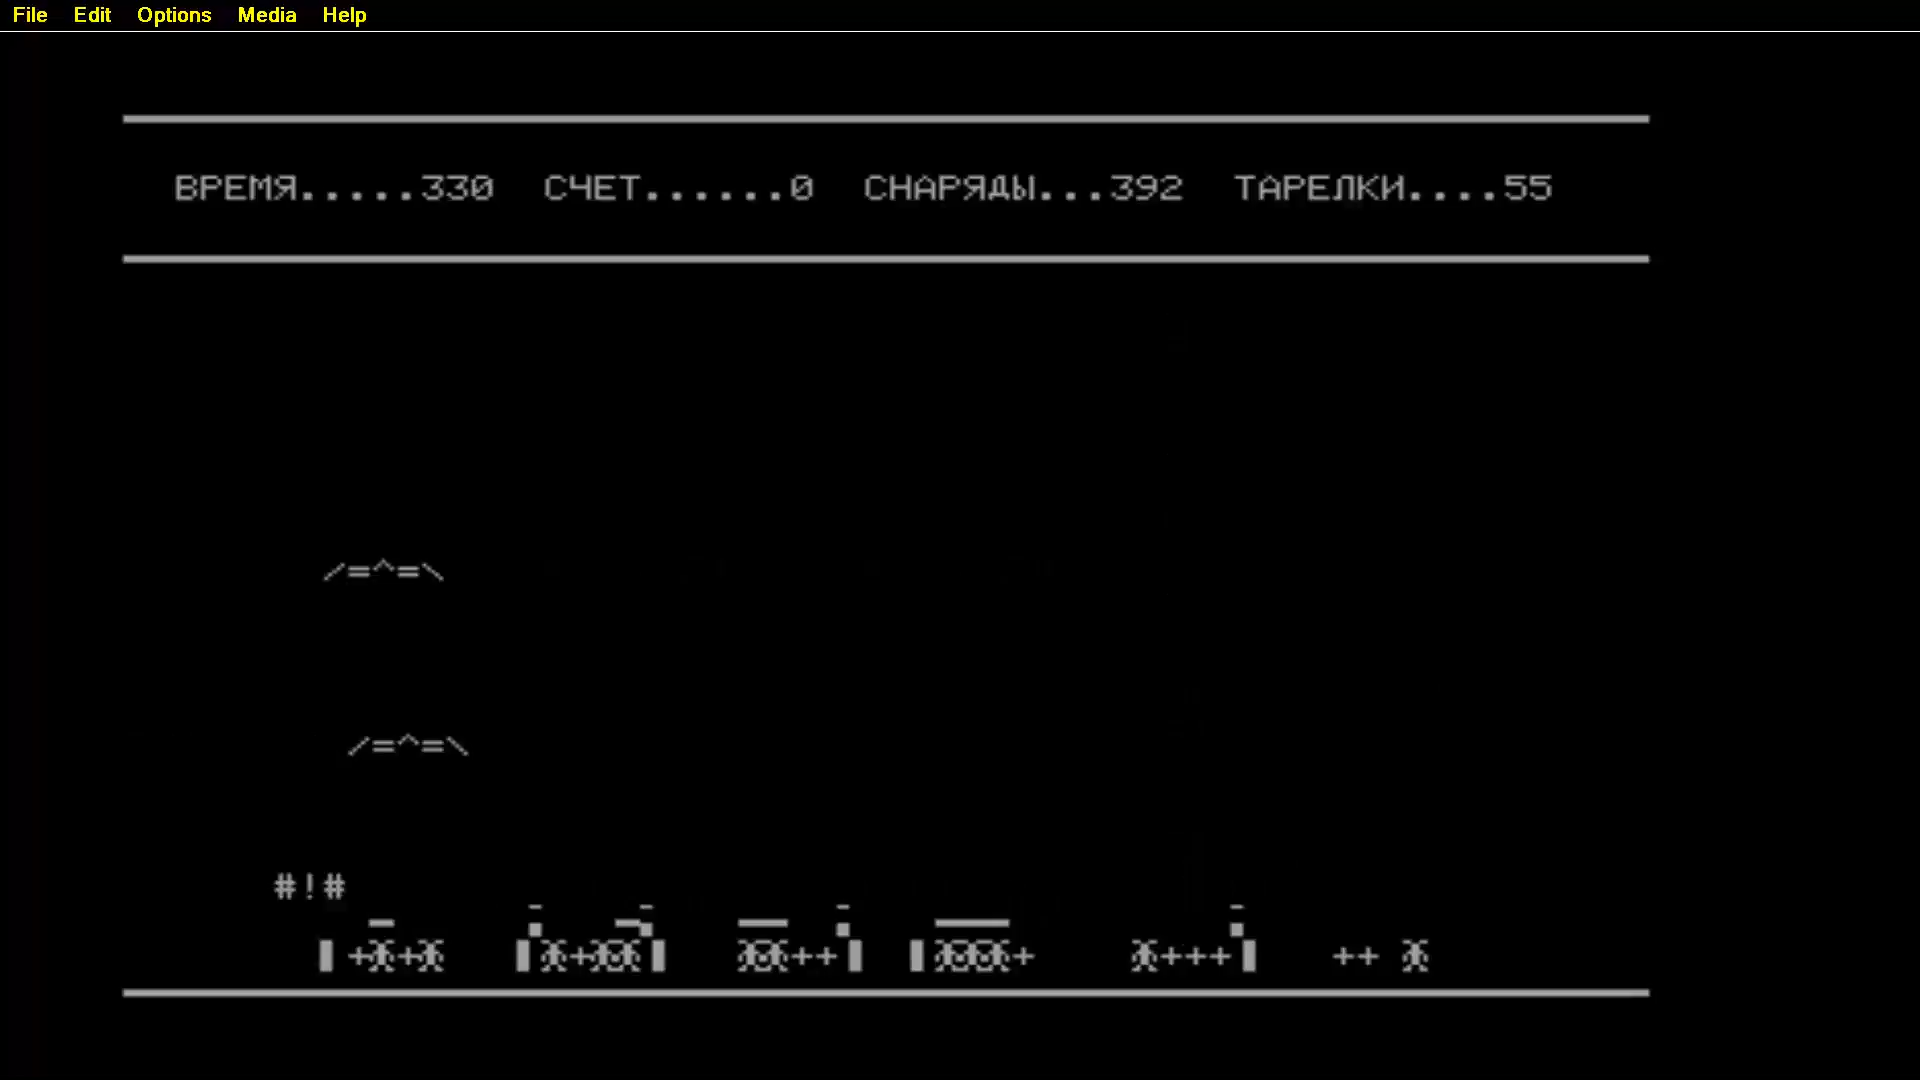 File Edit Options Media Help
ВРЕМЯ.....330 СЧЕТ......0 СНАРЯДЫ...392 ТАРЕЛКИ....55
/=^=\
/=^=\
#!#